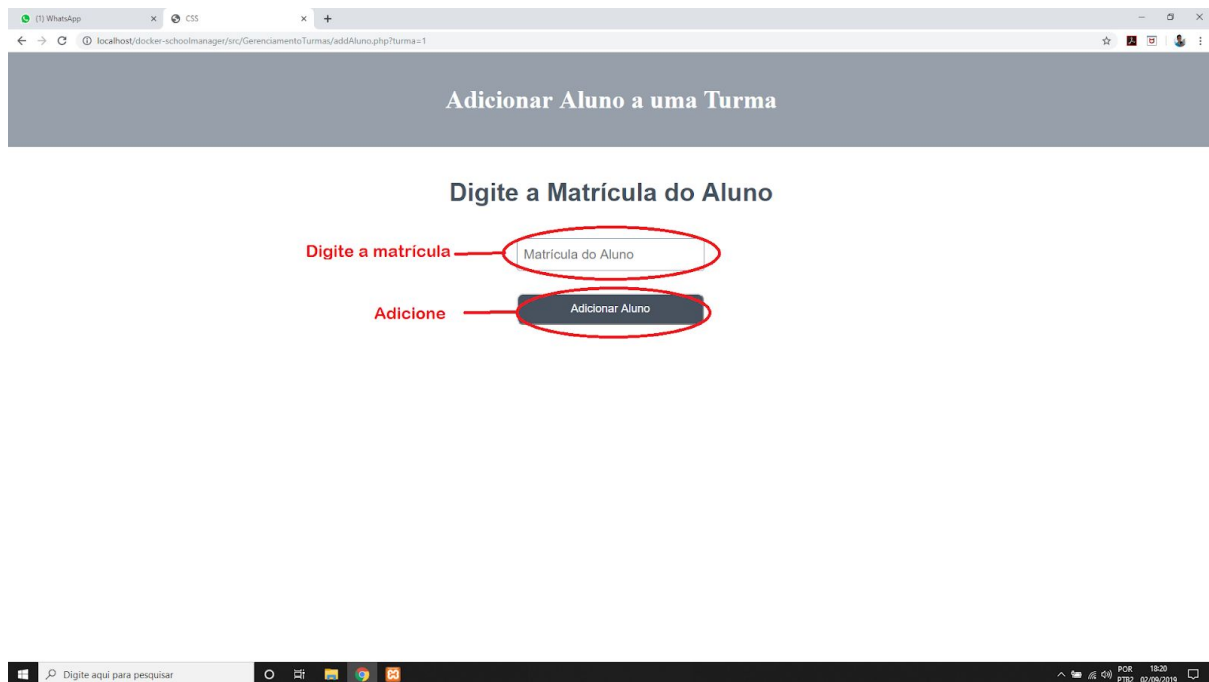 (1) WhatsApp
CSS
localhost/docker-schoolmanager/src/GerenciamentoTurmas/addAluno.php?turma=1
Adicionar Aluno a uma Turma
Digite a Matrícula do Aluno
Digite a matrícula
Matrícula do Aluno
Adicione
Adicionar Aluno
Digite aqui para pesquisar
POR 18:20
PTB2 02/09/2019